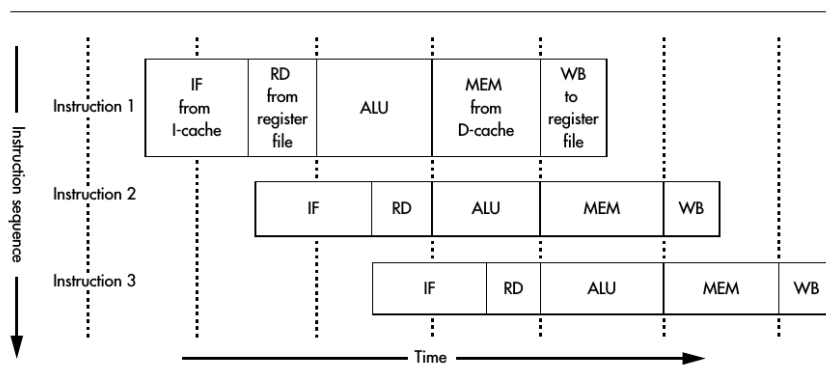 IF
from
I-cache
RD
from
register
file
ALU
MEM
from
D-cache
WB
to
register
file
Instruction 1
Instruction 2
IF
RD
ALU
MEM
WB
Instruction 3
IF
RD
ALU
MEM
WB
Instruction sequence
Time